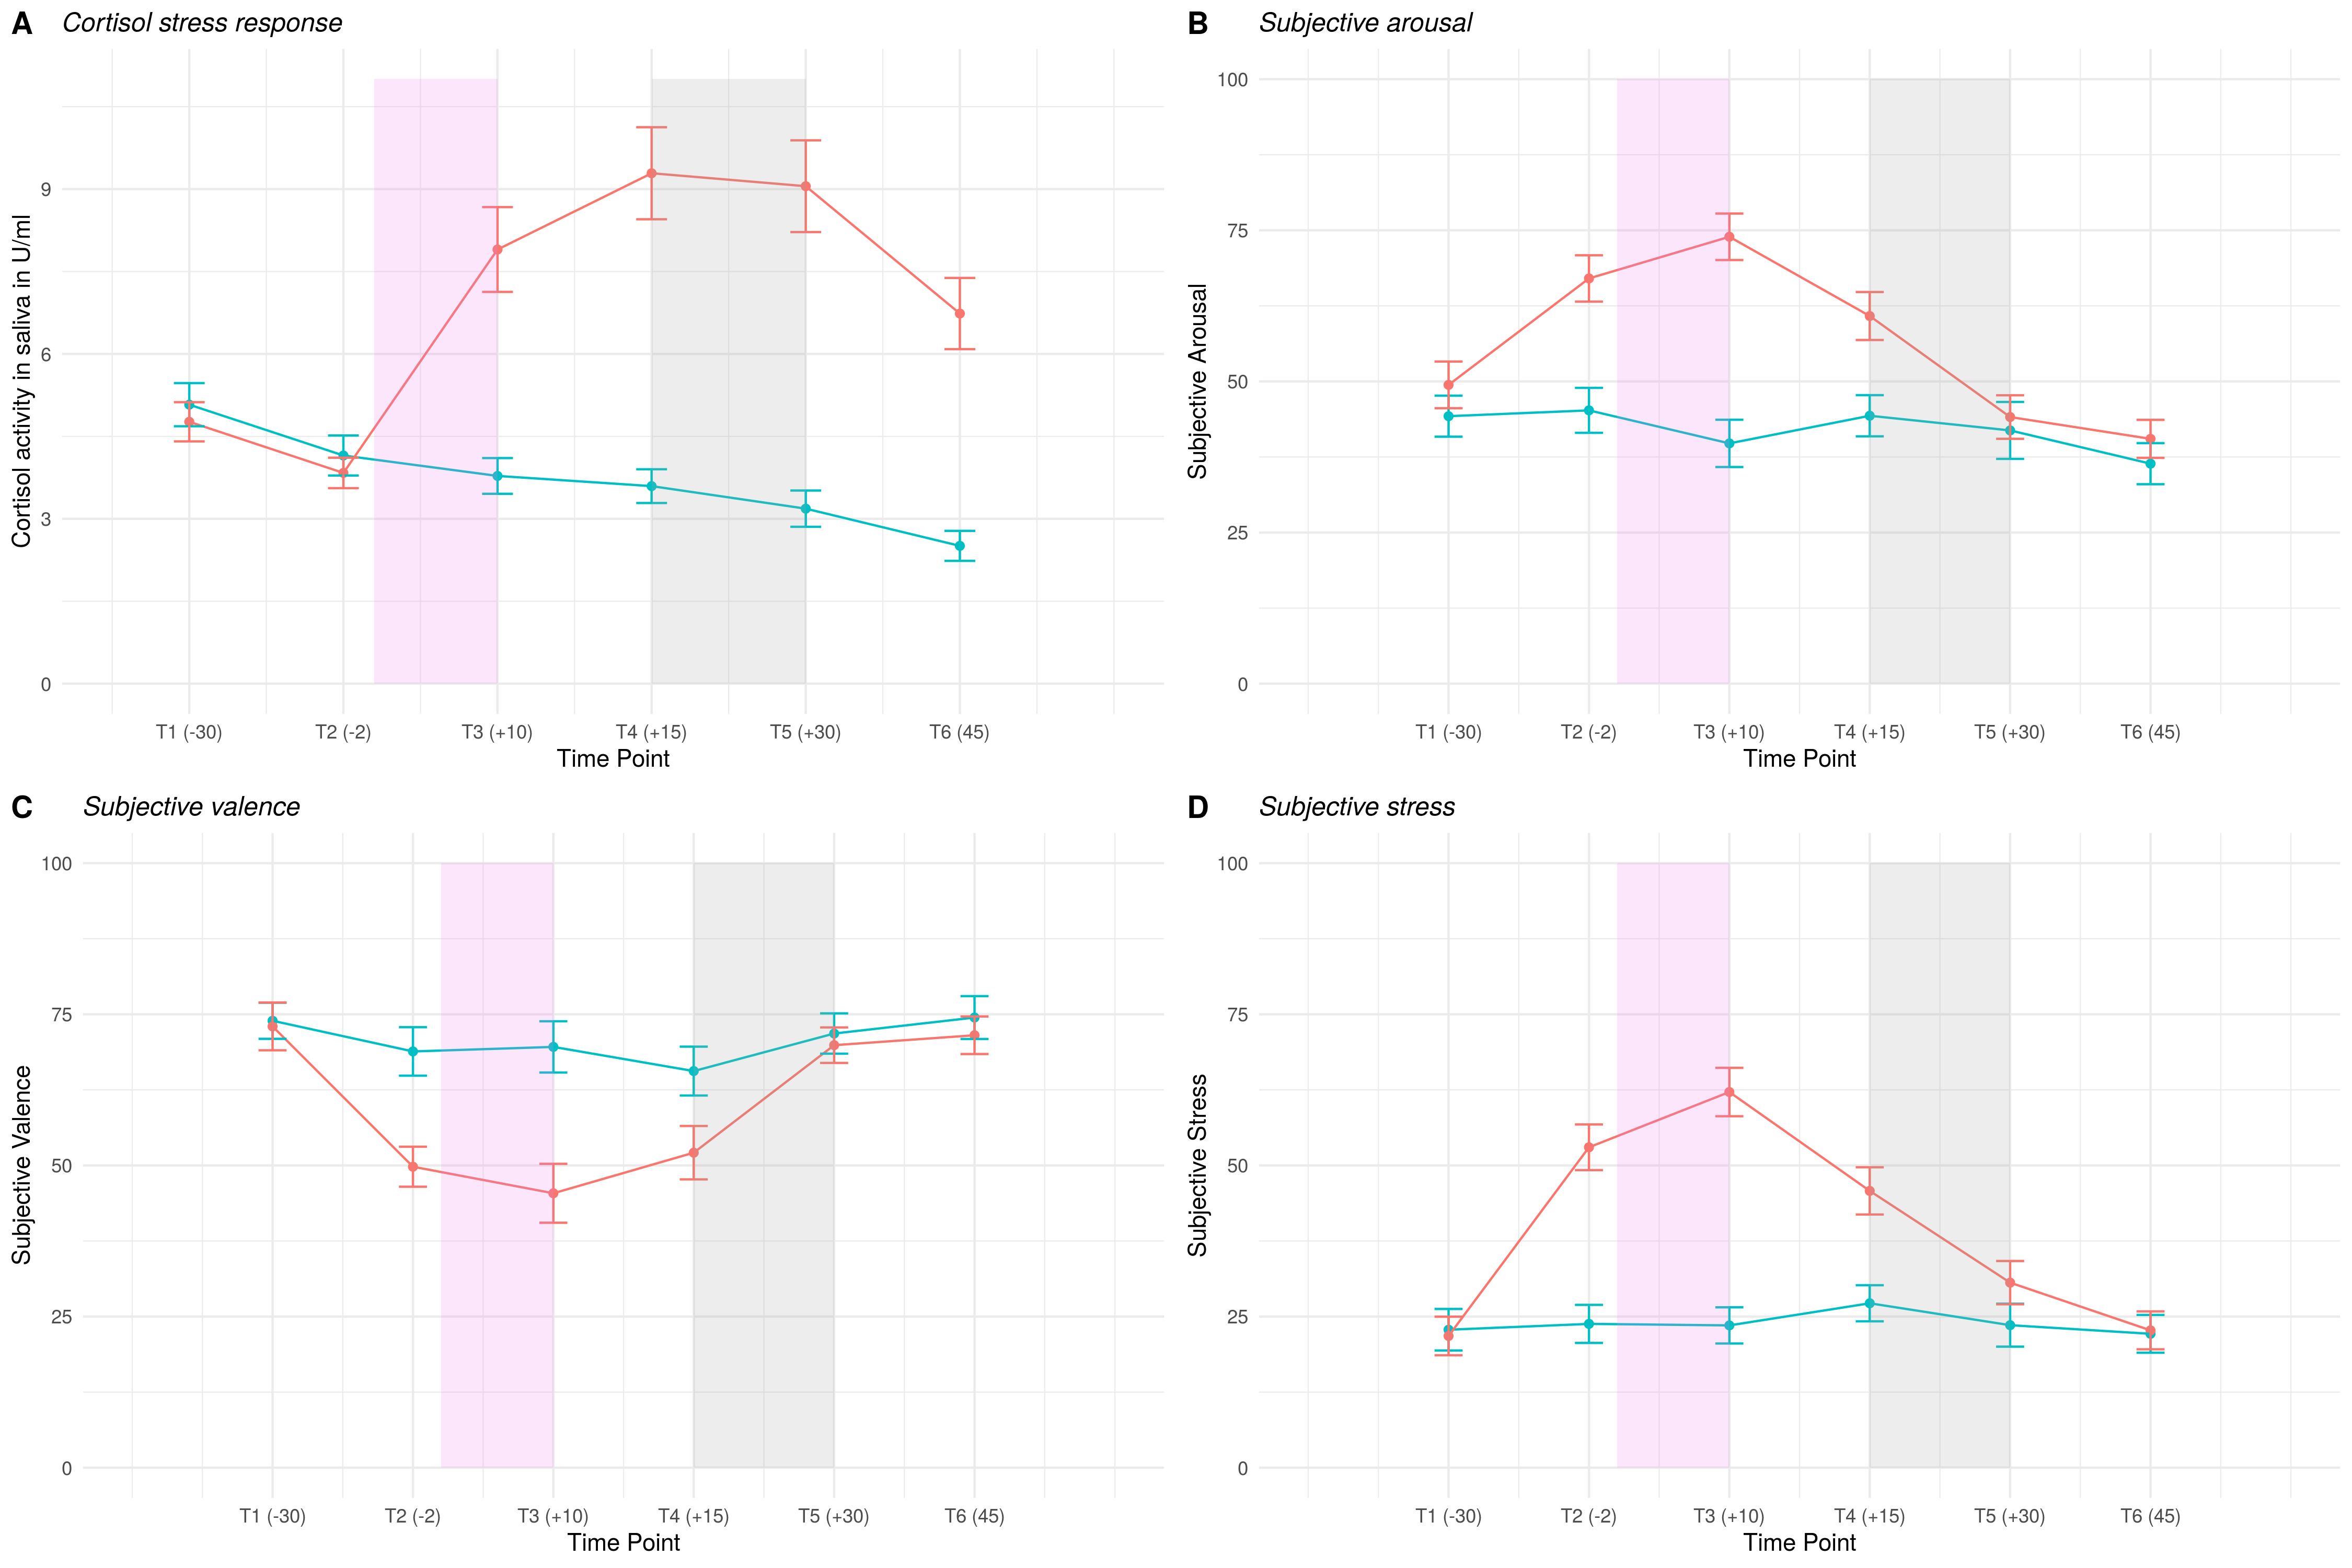 A Cortisol stress response
Cortisol activity in saliva in U/ml
9
6
3
0
T1 (-30) T2 (-2) T3 (+10) T4 (+15) T5 (+30) T6 (45)
Time Point
B Subjective arousal
Subjective Arousal
100
75
50
25
0
T1 (-30) T2 (-2) T3 (+10) T4 (+15) T5 (+30) T6 (45)
Time Point
C Subjective valence
Subjective Valence
100
75
50
25
0
T1 (-30) T2 (-2) T3 (+10) T4 (+15) T5 (+30) T6 (45)
Time Point
D Subjective stress
Subjective Stress
100
75
50
25
0
T1 (-30) T2 (-2) T3 (+10) T4 (+15) T5 (+30) T6 (45)
Time Point